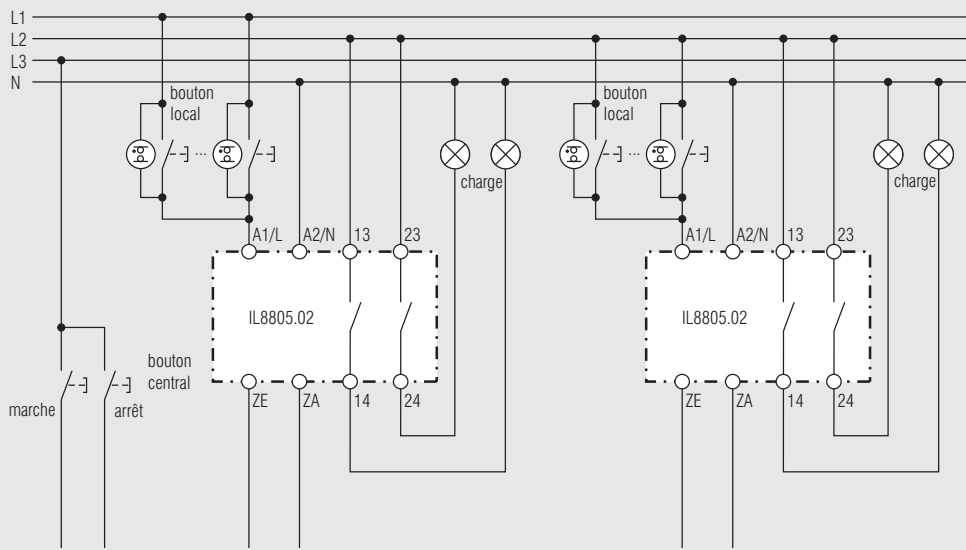 L1
L2
L3
N
bouton
local
...
charge
A1/L A2/N 13 23
IL8805.02
ZE ZA 14 24
bouton
central
marche arrêt
bouton
local
...
charge
A1/L A2/N 13 23
IL8805.02
ZE ZA 14 24